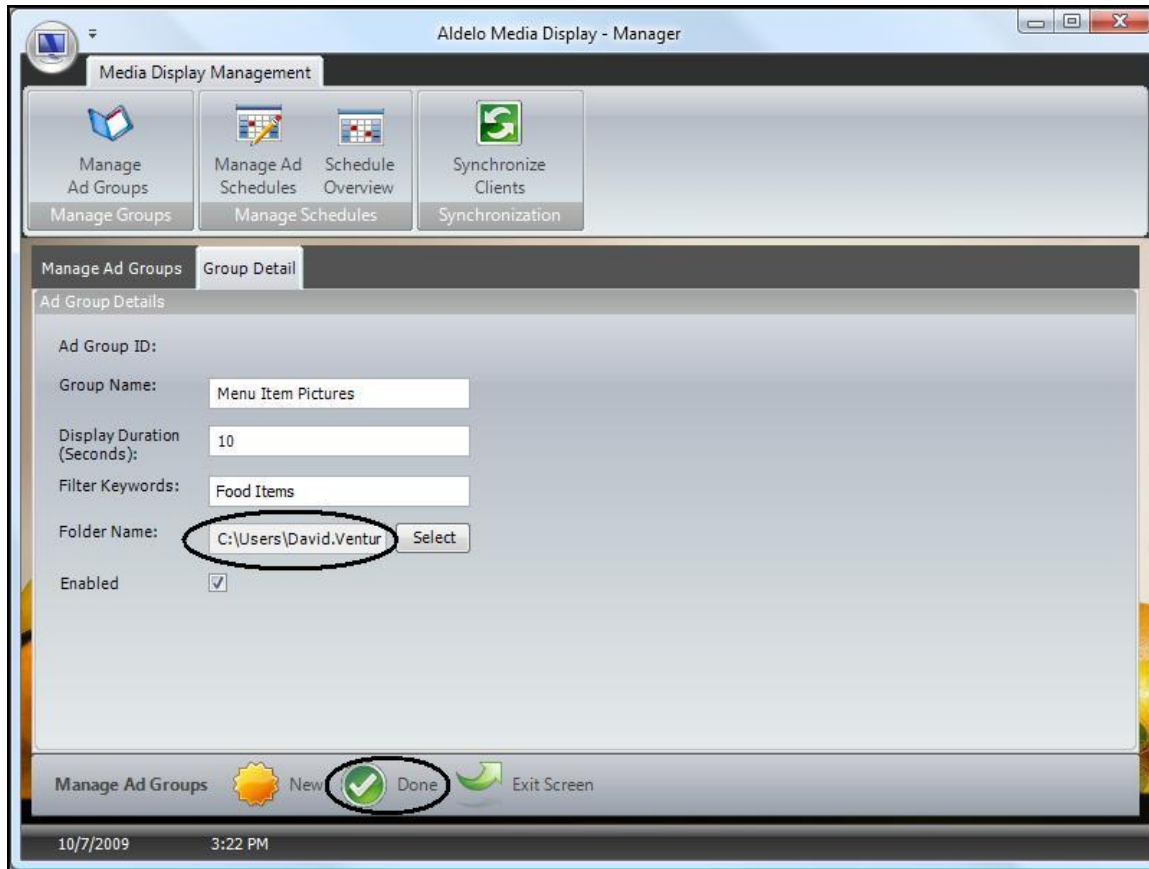 Aldelo Media Display - Manager
Media Display Management
Manage
Ad Groups
Manage Ad
Schedules
Schedule
Overview
Synchronize
Clients
Manage Groups
Manage Schedules
Synchronization
Manage Ad Groups
Group Detail
Ad Group Details
Ad Group ID:
Group Name:
Menu Item Pictures
Display Duration
(Seconds):
10
Filter Keywords:
Food Items
Folder Name:
C:\Users\David.Ventur
Select
Enabled
Manage Ad Groups
New
Done
Exit Screen
10/7/2009
3:22 PM